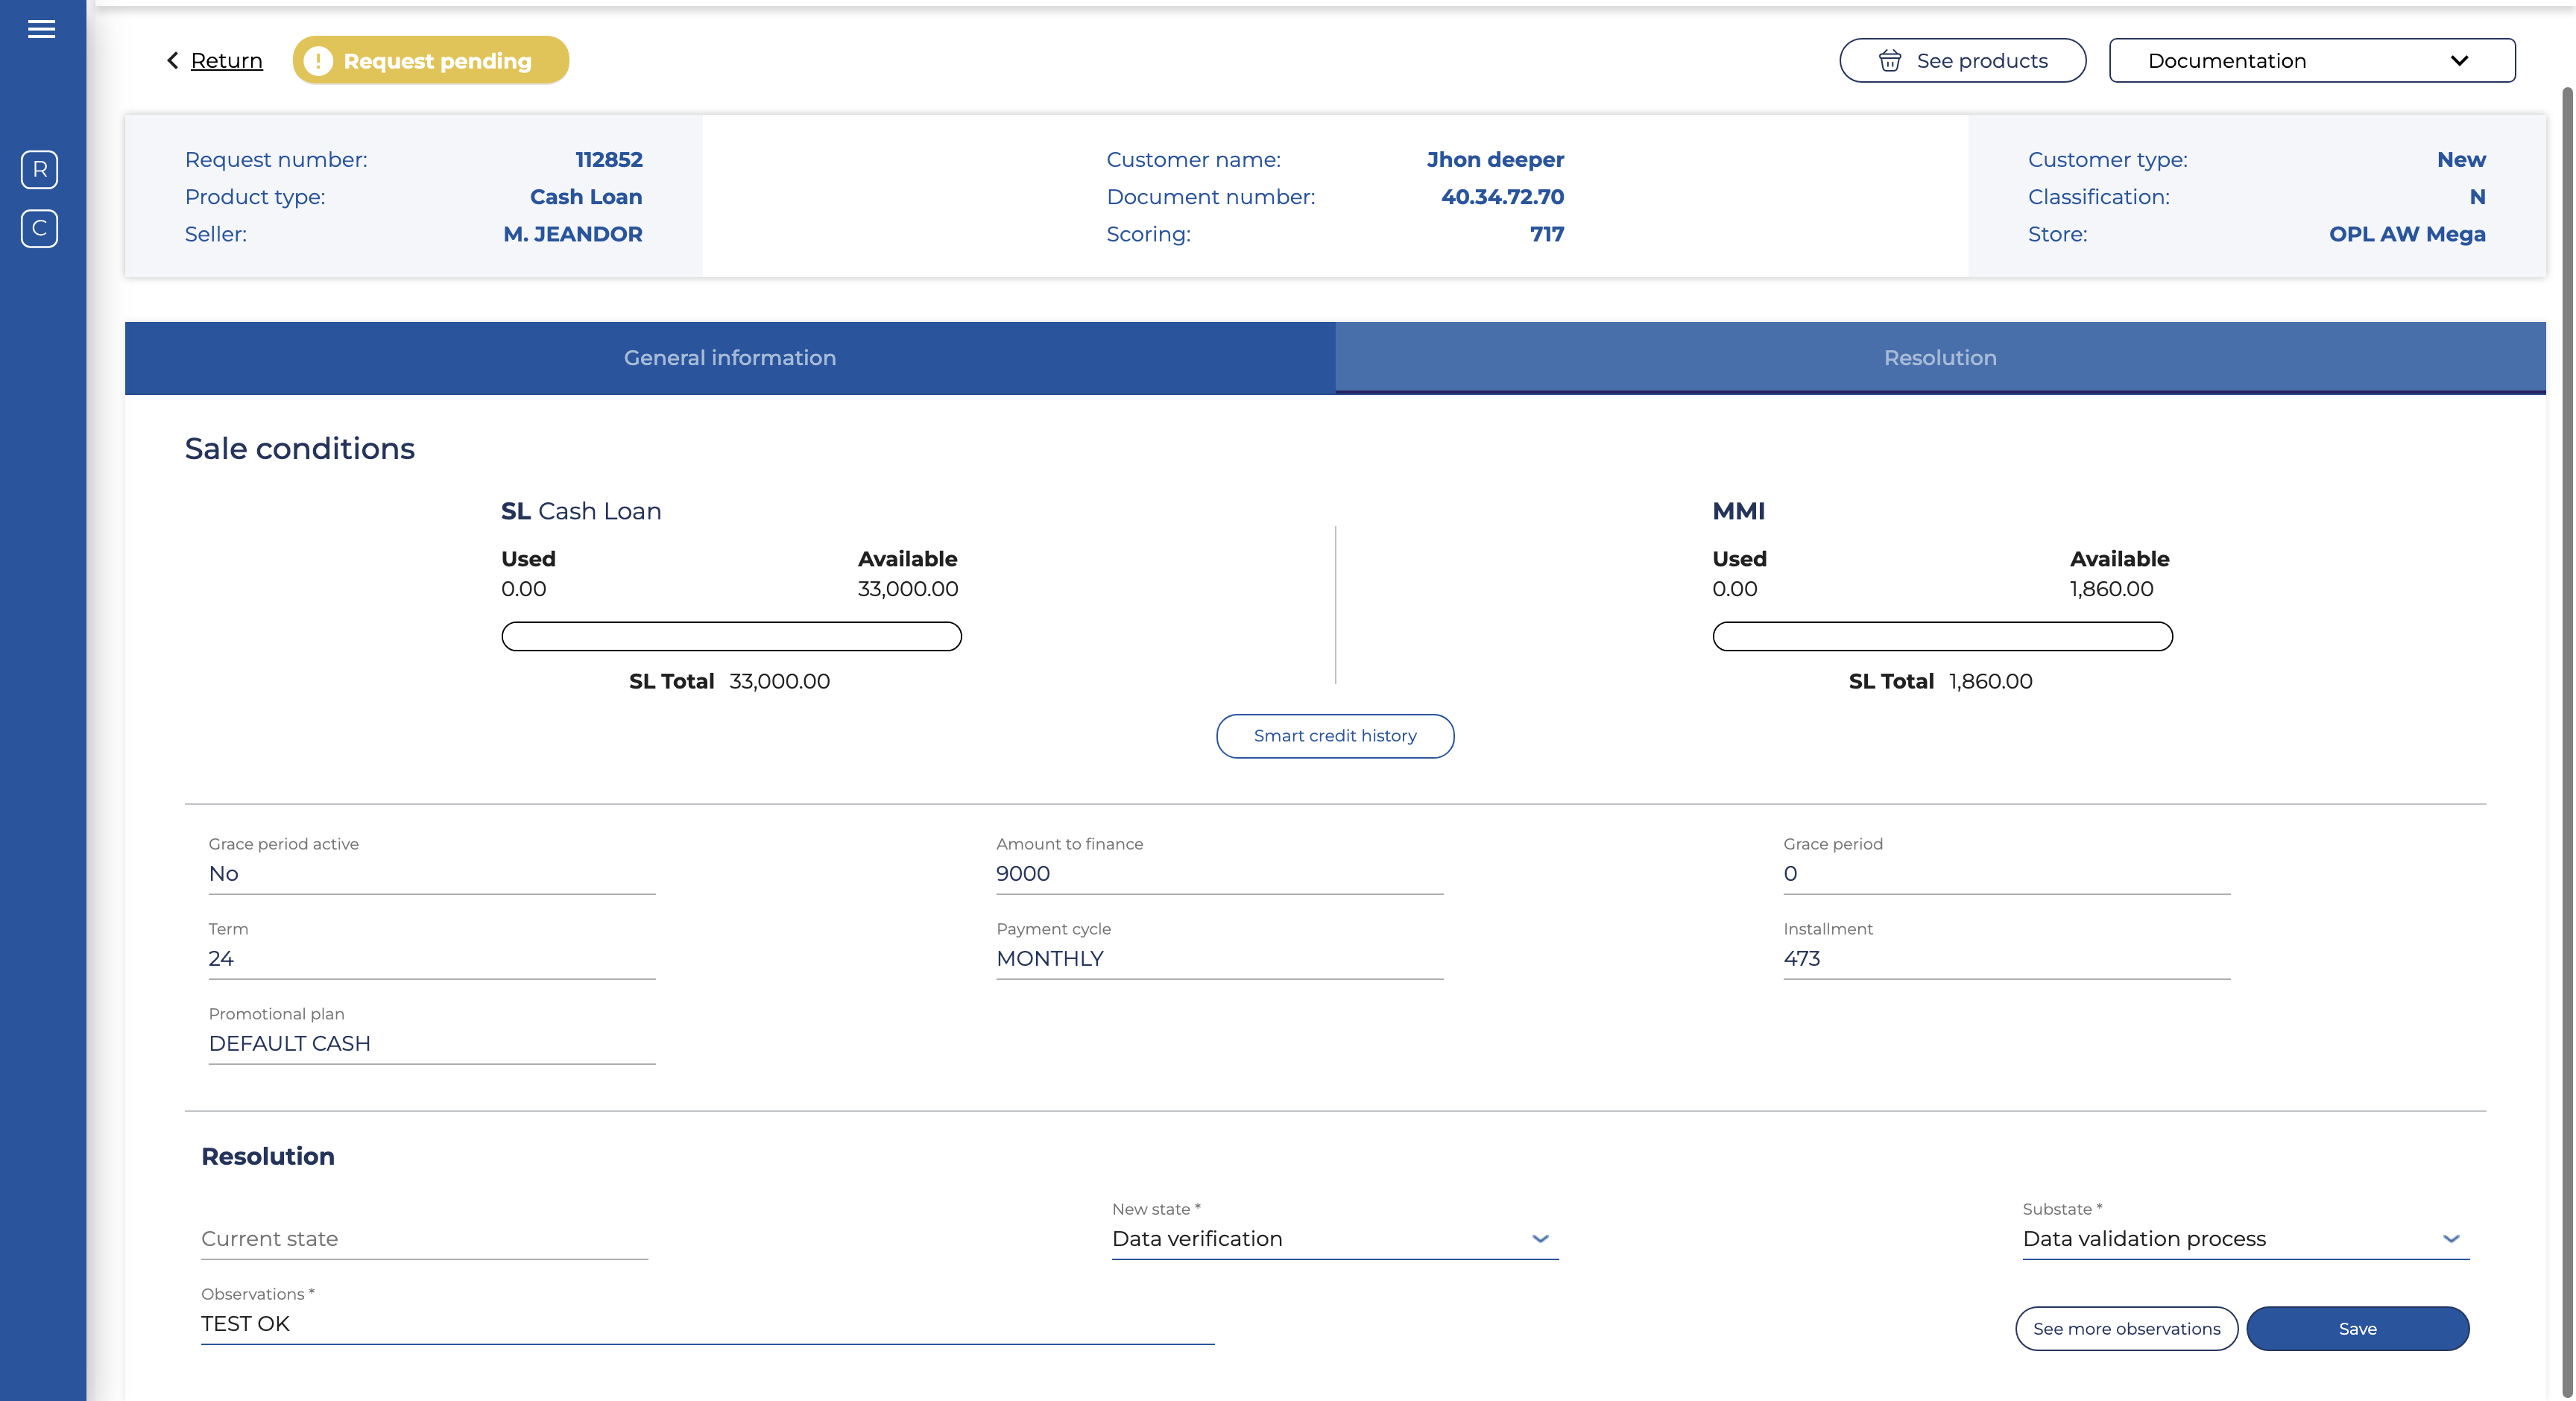 Return
! Request pending
See products
Documentation
R
C
Request number: 112852
Product type: Cash Loan
Seller: M. JEANDOR
Customer name: Jhon deeper
Document number: 40.34.72.70
Scoring: 717
Customer type: New
Classification: N
Store: OPL AW Mega
General information
Resolution
Sale conditions
SL Cash Loan
Used Available
0.00 33,000.00
SL Total 33,000.00
MMI
Used Available
0.00 1,860.00
SL Total 1,860.00
Smart credit history
Grace period active
No
Amount to finance
9000
Grace period
0
Term
24
Payment cycle
MONTHLY
Installment
473
Promotional plan
DEFAULT CASH
Resolution
Current state
New state *
Data verification
Substate *
Data validation process
Observations *
TEST OK
See more observations
Save